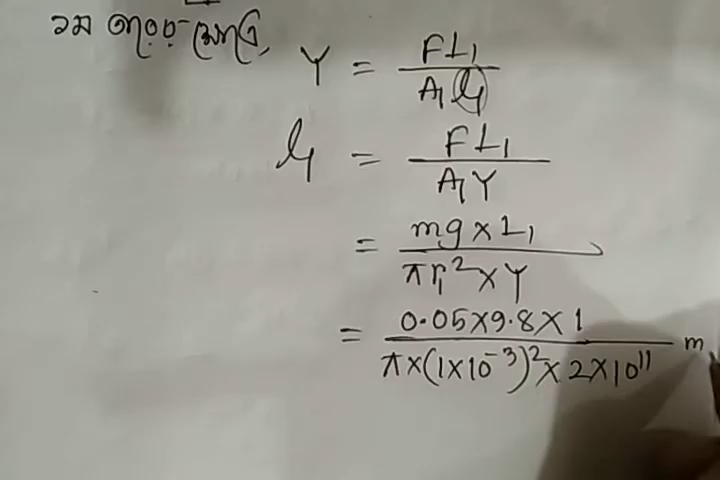 ১ম তারের ক্ষেত্রে,
Y = FL₁ / A₁l₁
l₁ = FL₁ / A₁Y
= mg × L₁ / πr₁² × Y
= 0.05×9.8×1 / π×(1×10⁻³)²×2×10¹¹ m